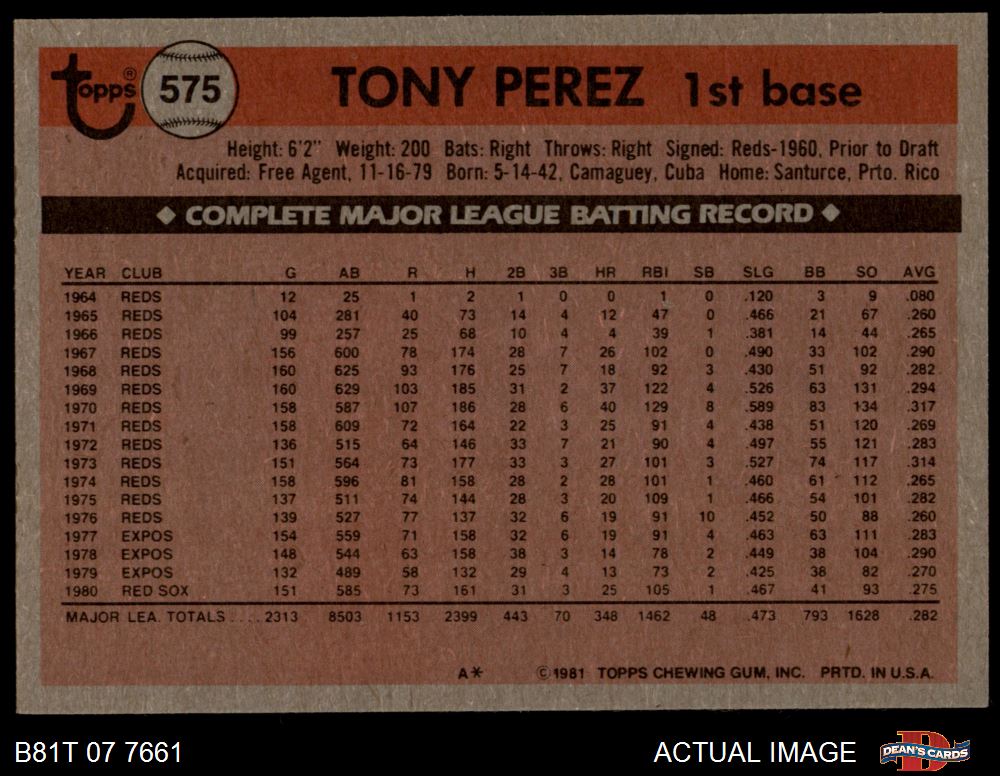 Topps® 575 TONY PEREZ 1st base
Height: 6'2" Weight: 200 Bats: Right Throws: Right Signed: Reds-1960, Prior to Draft
Acquired: Free Agent, 11-16-79 Born: 5-14-42, Camaguey, Cuba Home: Santurce, Prto. Rico
◆ COMPLETE MAJOR LEAGUE BATTING RECORD ◆
YEAR CLUB G AB R H 2B 3B HR RBI SB SLG BB SO AVG
1964 REDS 12 25 1 2 1 0 0 1 0 .120 3 9 .080
1965 REDS 104 281 40 73 14 4 12 47 0 .466 21 67 .260
1966 REDS 99 257 25 68 10 4 4 39 1 .381 14 44 .265
1967 REDS 156 600 78 174 28 7 26 102 0 .490 33 102 .290
1968 REDS 160 625 93 176 25 7 18 92 3 .430 51 92 .282
1969 REDS 160 629 103 185 31 2 37 122 4 .526 63 131 .294
1970 REDS 158 587 107 186 28 6 40 129 8 .589 83 134 .317
1971 REDS 158 609 72 164 22 3 25 91 4 .438 51 120 .269
1972 REDS 136 515 64 146 33 7 21 90 4 .497 55 121 .283
1973 REDS 151 564 73 177 33 3 27 101 3 .527 74 117 .314
1974 REDS 158 596 81 158 28 2 28 101 1 .460 61 112 .265
1975 REDS 137 511 74 144 28 3 20 109 1 .466 54 101 .282
1976 REDS 139 527 77 137 32 6 19 91 10 .452 50 88 .260
1977 EXPOS 154 559 71 158 32 6 19 91 4 .463 63 111 .283
1978 EXPOS 148 544 63 158 38 3 14 78 2 .449 38 104 .290
1979 EXPOS 132 489 58 132 29 4 13 73 2 .425 38 82 .270
1980 RED SOX 151 585 73 161 31 3 25 105 1 .467 41 93 .275
MAJOR LEA. TOTALS .... 2313 8503 1153 2399 443 70 348 1462 48 .473 793 1628 .282
A* © 1981 TOPPS CHEWING GUM, INC. PRTD. IN U.S.A.
B81T 07 7661 ACTUAL IMAGE D DEAN'S CARDS